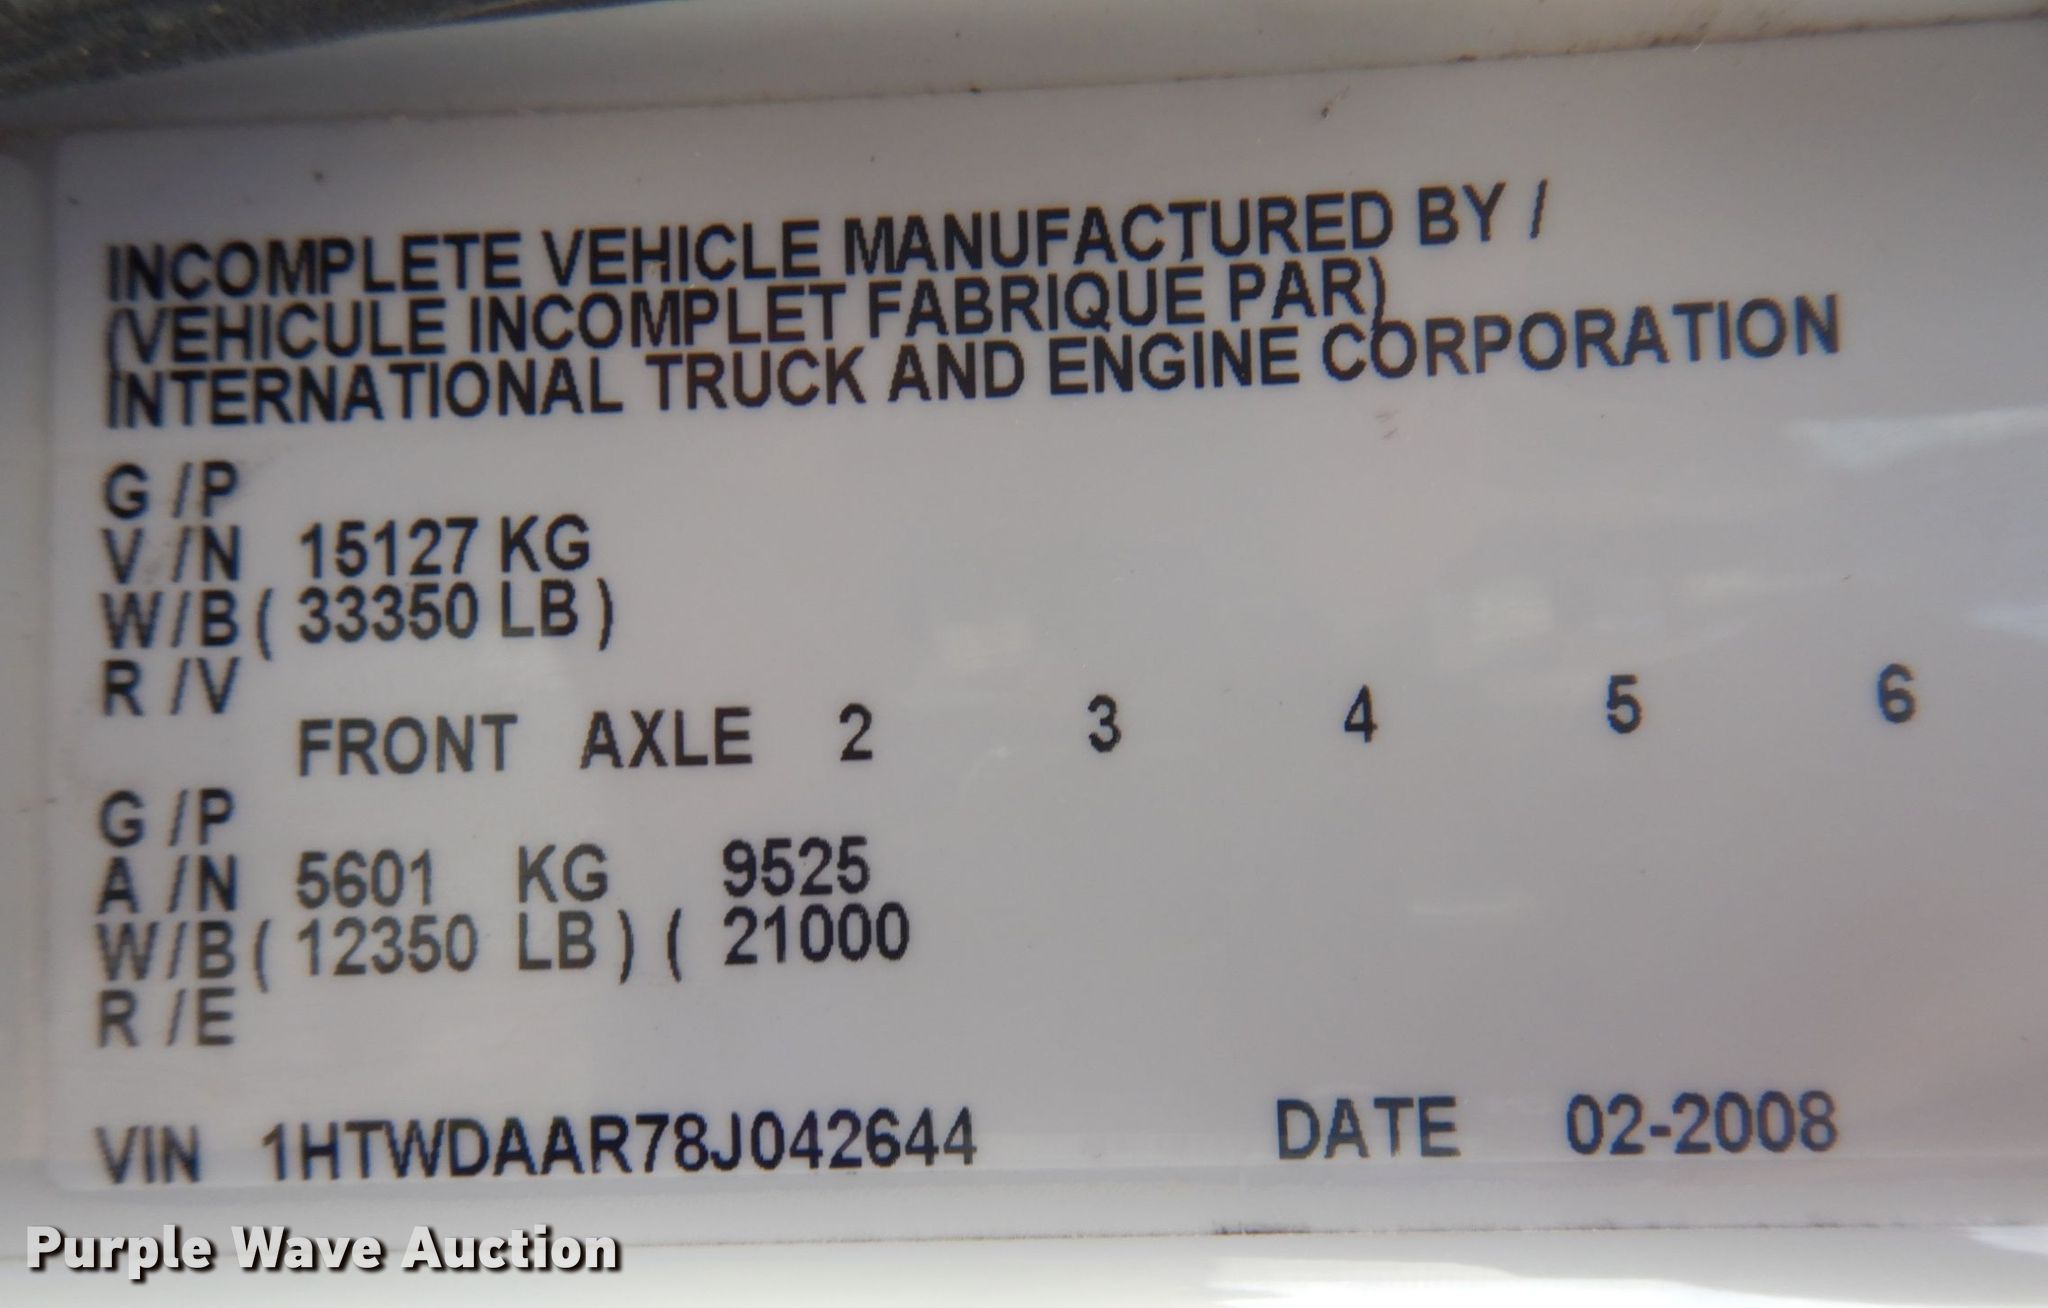 INCOMPLETE VEHICLE MANUFACTURED BY /
(VEHICULE INCOMPLET FABRIQUE PAR)
INTERNATIONAL TRUCK AND ENGINE CORPORATION
G /P
V /N 15127 KG
W/B ( 33350 LB )
R /V
FRONT AXLE 2 3 4 5 6
G /P
A /N 5601 KG 9525
W/B ( 12350 LB ) ( 21000
R /E
VIN 1HTWDAAR78J042644 DATE 02-2008
Purple Wave Auction